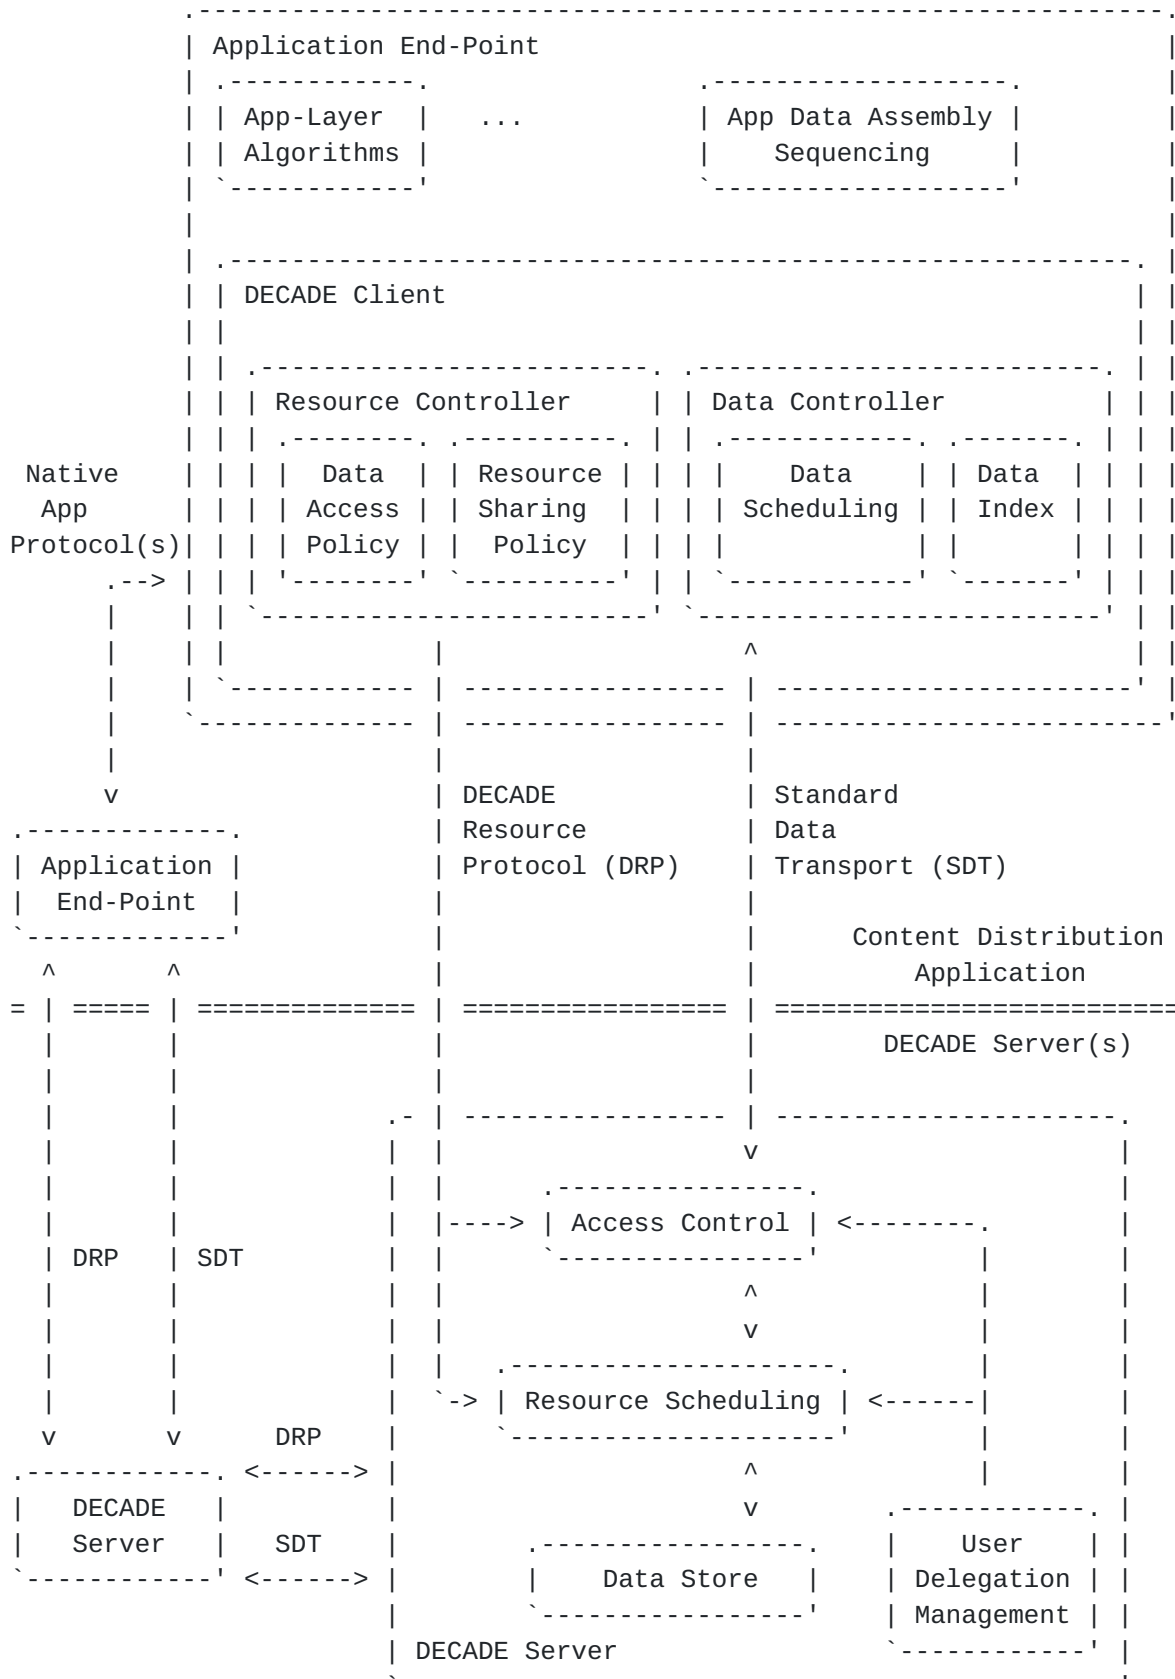 Application End-Point
App-Layer ... App Data Assembly
Algorithms Sequencing
DECADE Client
Resource Controller Data Controller
Native Data Resource Data Data
App Access Sharing Scheduling Index
Protocol(s) Policy Policy
DECADE Standard
Resource Data
Application Protocol (DRP) Transport (SDT)
End-Point
Content Distribution
Application
DECADE Server(s)
Access Control
DRP SDT
Resource Scheduling
DRP
DECADE User
Server SDT Data Store Delegation
Management
DECADE Server